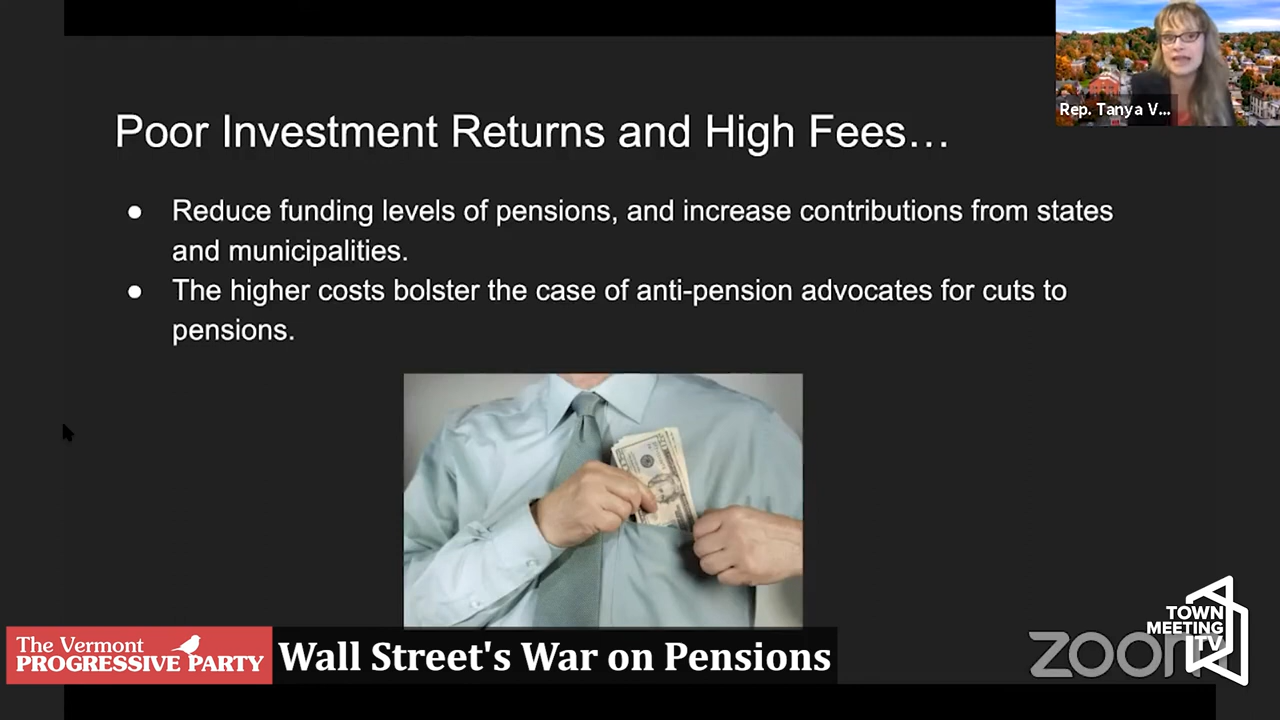 Rep. Tanya V...
Poor Investment Returns and High Fees…
● Reduce funding levels of pensions, and increase contributions from states
and municipalities.
● The higher costs bolster the case of anti-pension advocates for cuts to
pensions.
The Vermont
PROGRESSIVE PARTY
Wall Street's War on Pensions
zoom
TOWN
MEETING
TV